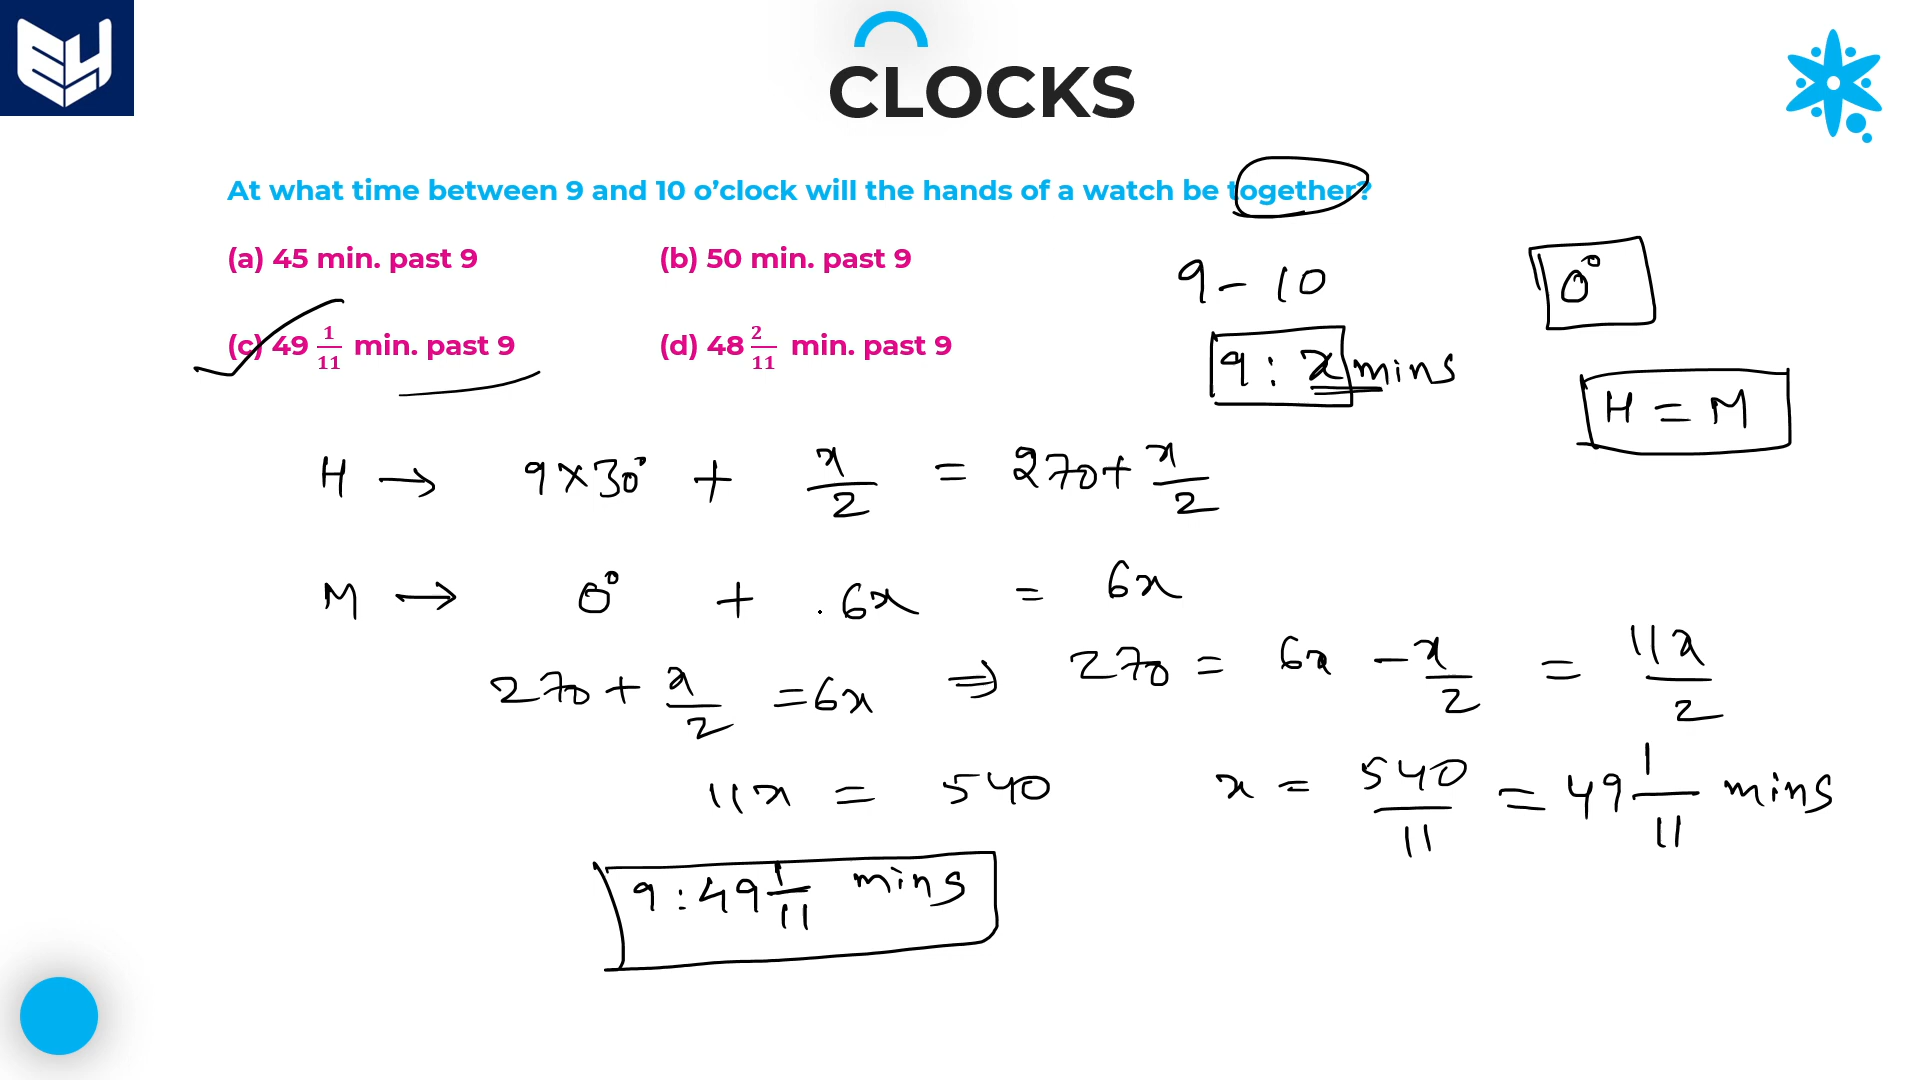 CLOCKS
At what time between 9 and 10 o’clock will the hands of a watch be together?
(a) 45 min. past 9 (b) 50 min. past 9
(c) 49 1/11 min. past 9 (d) 48 2/11 min. past 9
9 - 10
0°
9 : x mins
H = M
H → 9 × 30° + x/2 = 270 + x/2
M → 0° + .6x = 6x
270 + x/2 = 6x ⇒ 270 = 6x - x/2 = 11x/2
11x = 540 x = 540/11 = 49 1/11 mins
9 : 49 1/11 mins